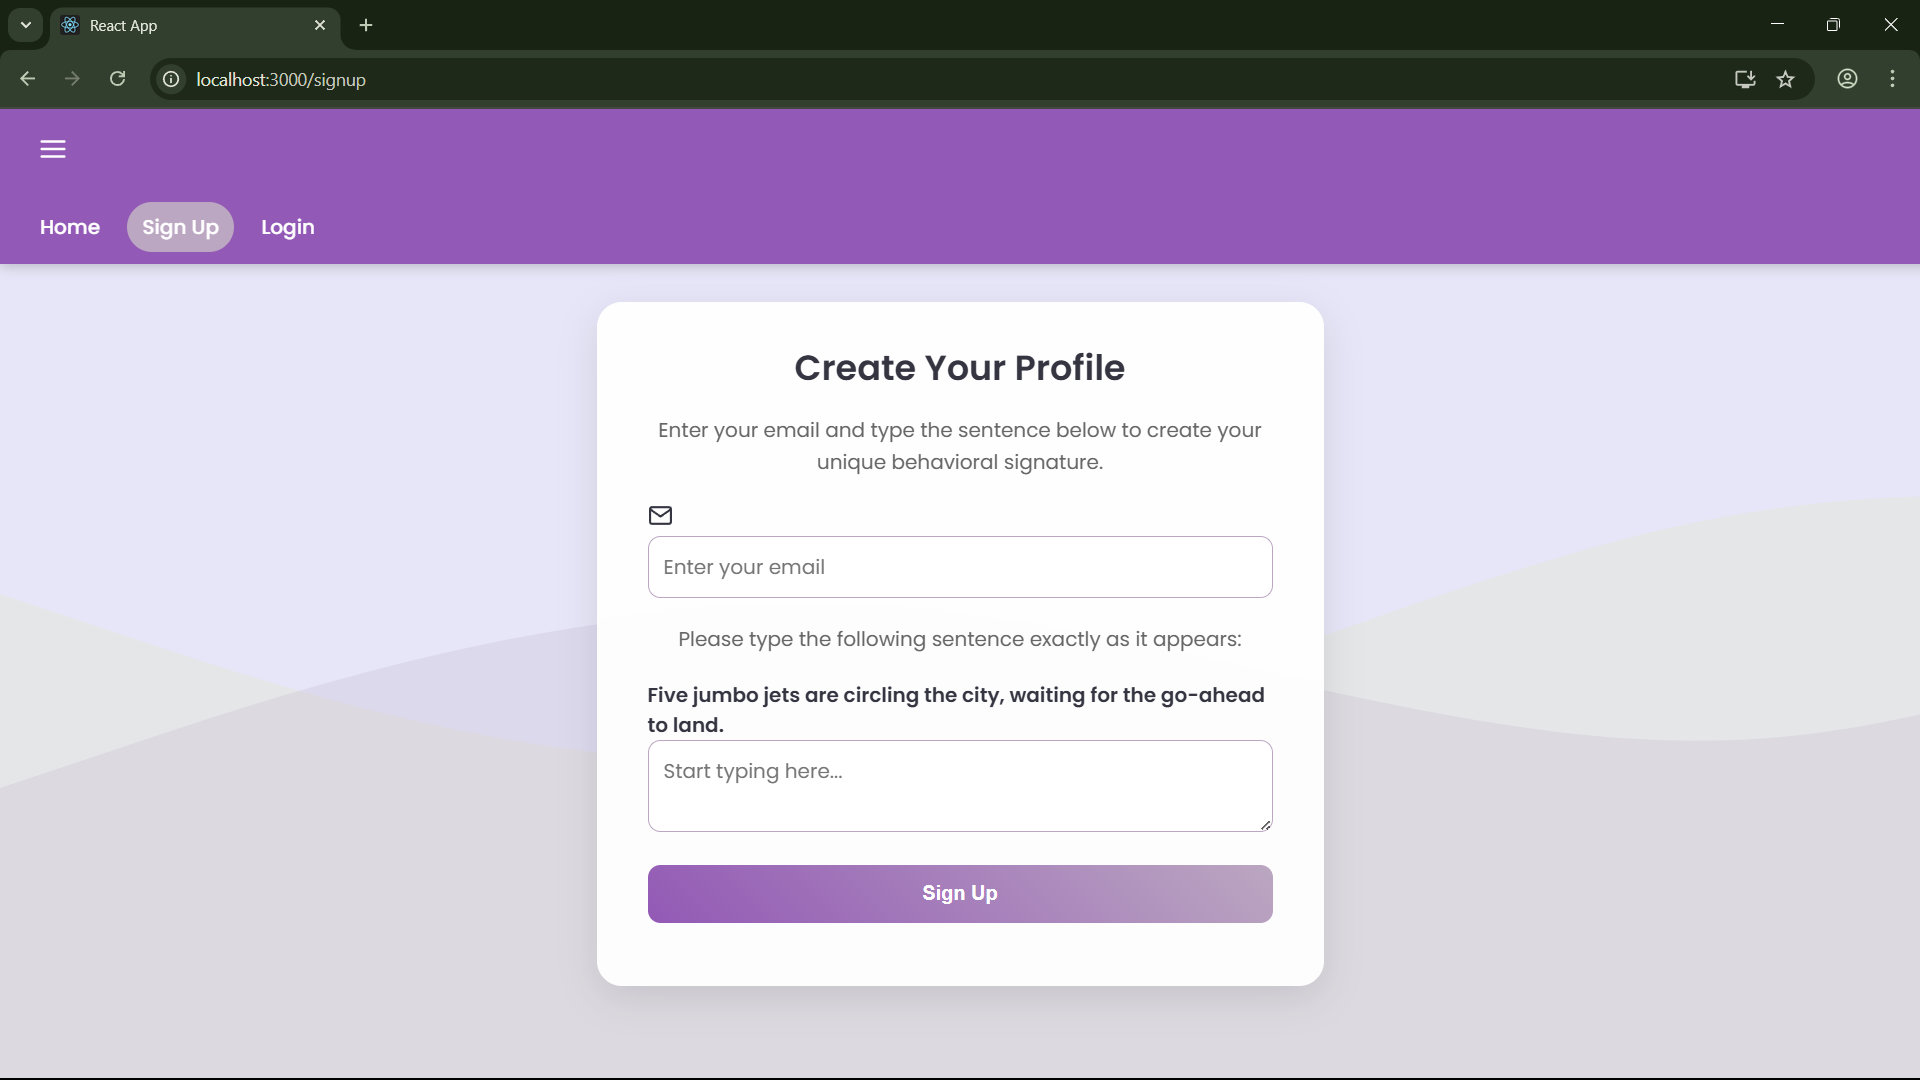 React App
localhost:3000/signup
Home
Sign Up
Login
Create Your Profile
Enter your email and type the sentence below to create your
unique behavioral signature.
Enter your email
Please type the following sentence exactly as it appears:
Five jumbo jets are circling the city, waiting for the go-ahead
to land.
Start typing here...
Sign Up